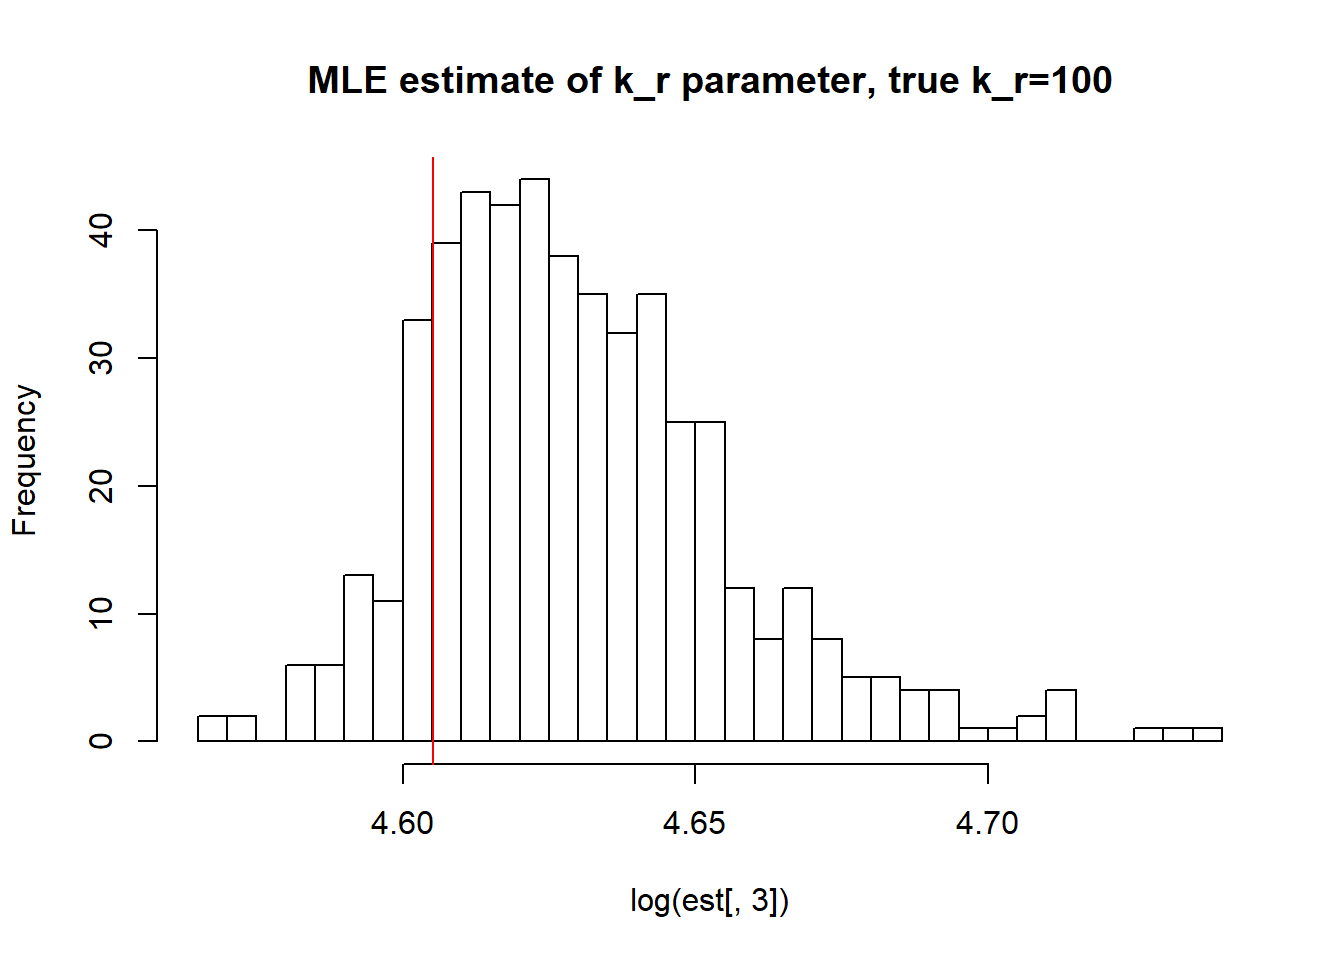 MLE estimate of k_r parameter, true k_r=100
Frequency
40
30
20
10
0
4.60 4.65 4.70
log(est[, 3])